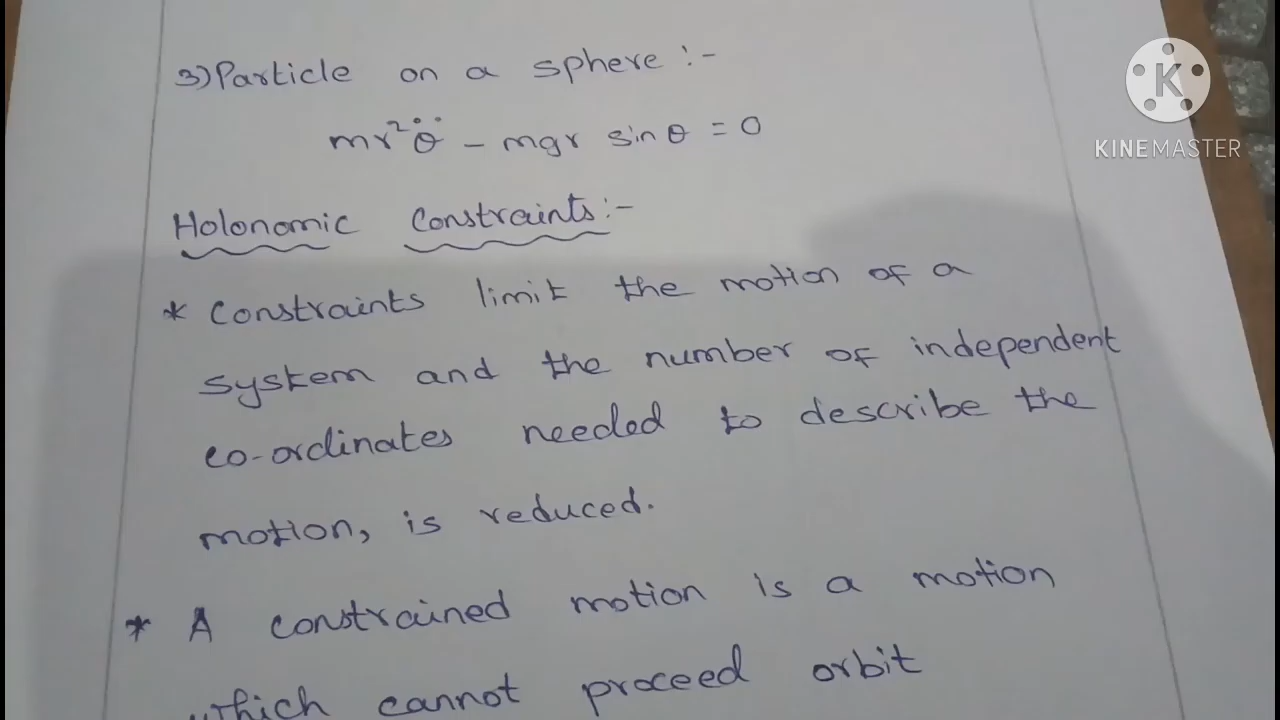 3) Particle on a sphere :-
mr²θ̈ - mgr sin θ = 0
Holonomic Constraints:-
* Constraints limit the motion of a
system and the number of independent
co-ordinates needed to describe the
motion, is reduced.
* A constrained motion is a motion
which cannot proceed orbit
K
KINEMASTER